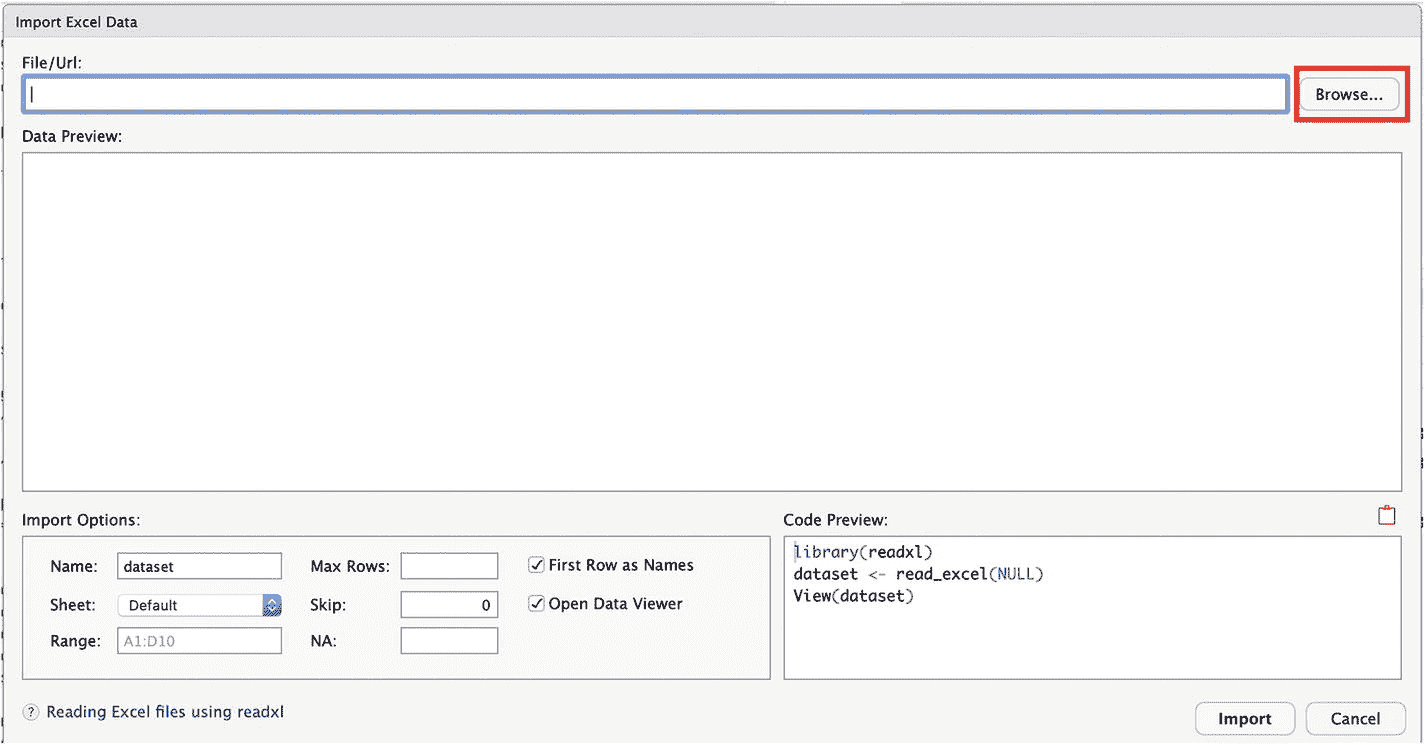 Import Excel Data
File/Url:
Browse...
Data Preview:
Import Options:
Name: dataset Max Rows: First Row as Names
Sheet: Default Skip: 0 Open Data Viewer
Range: A1:D10 NA:
Code Preview:
library(readxl)
dataset <- read_excel(NULL)
View(dataset)
? Reading Excel files using readxl
Import Cancel